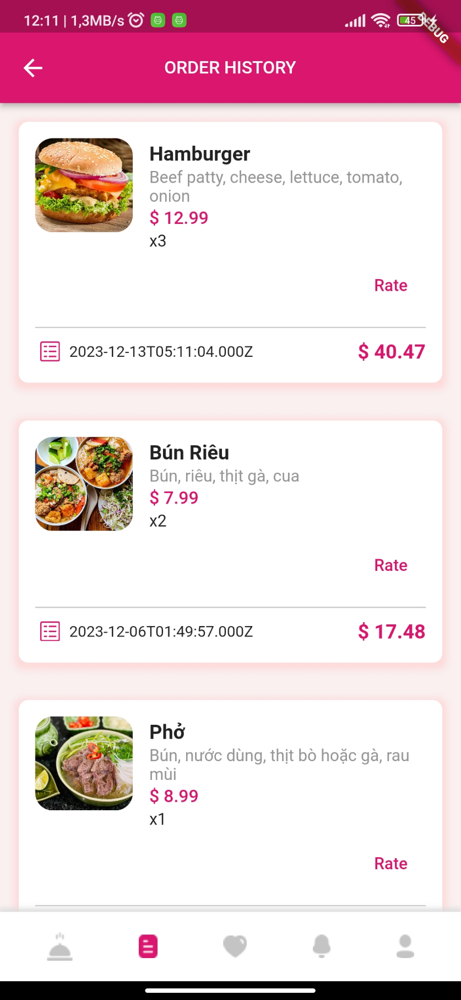 12:11 | 1,3MB/s
45
DEBUG
ORDER HISTORY
Hamburger
Beef patty, cheese, lettuce, tomato,
onion
$ 12.99
x3
Rate
2023-12-13T05:11:04.000Z
$ 40.47
Bún Riêu
Bún, riêu, thịt gà, cua
$ 7.99
x2
Rate
2023-12-06T01:49:57.000Z
$ 17.48
Phở
Bún, nước dùng, thịt bò hoặc gà, rau
mùi
$ 8.99
x1
Rate